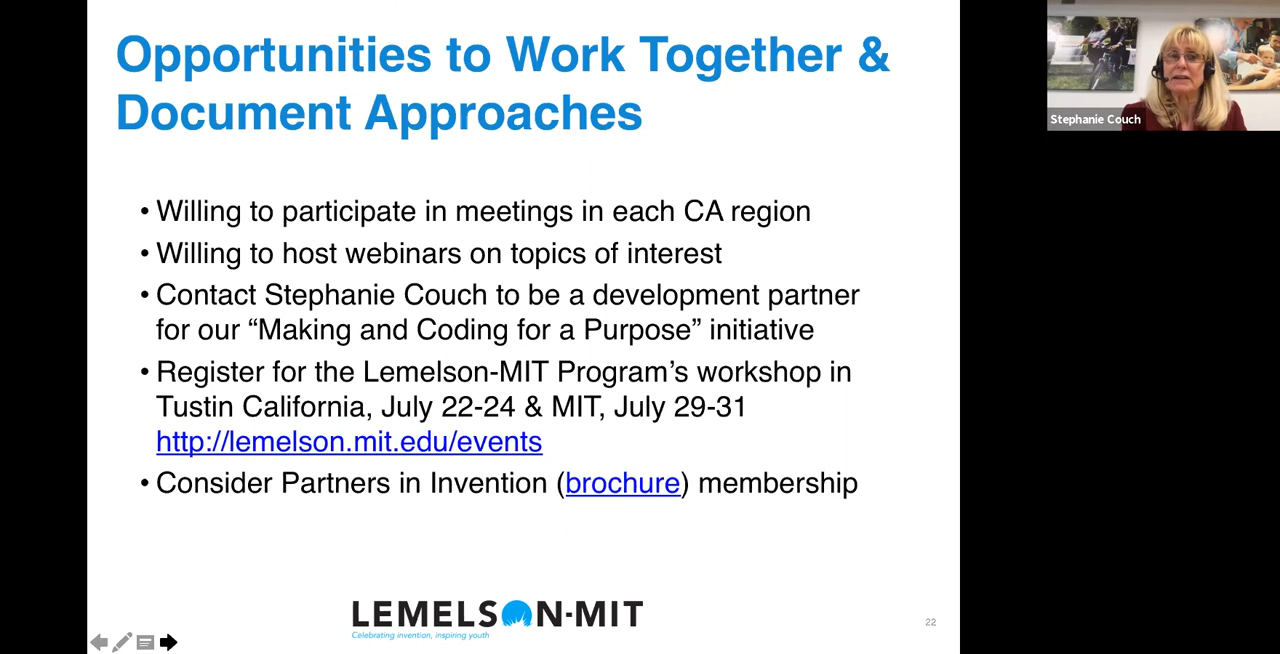 Opportunities to Work Together &
Document Approaches
• Willing to participate in meetings in each CA region
• Willing to host webinars on topics of interest
• Contact Stephanie Couch to be a development partner
for our “Making and Coding for a Purpose” initiative
• Register for the Lemelson-MIT Program’s workshop in
Tustin California, July 22-24 & MIT, July 29-31
http://lemelson.mit.edu/events
• Consider Partners in Invention (brochure) membership
LEMELSON-MIT
Celebrating invention, inspiring youth
22
Stephanie Couch